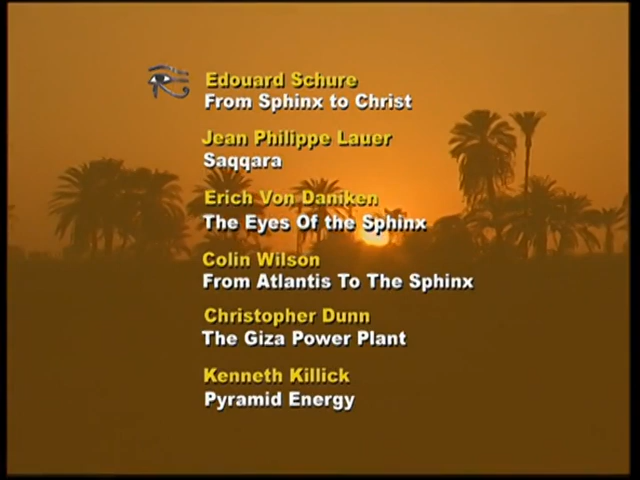 Edouard Schure
From Sphinx to Christ
Jean Philippe Lauer
Saqqara
Erich Von Daniken
The Eyes Of the Sphinx
Colin Wilson
From Atlantis To The Sphinx
Christopher Dunn
The Giza Power Plant
Kenneth Killick
Pyramid Energy